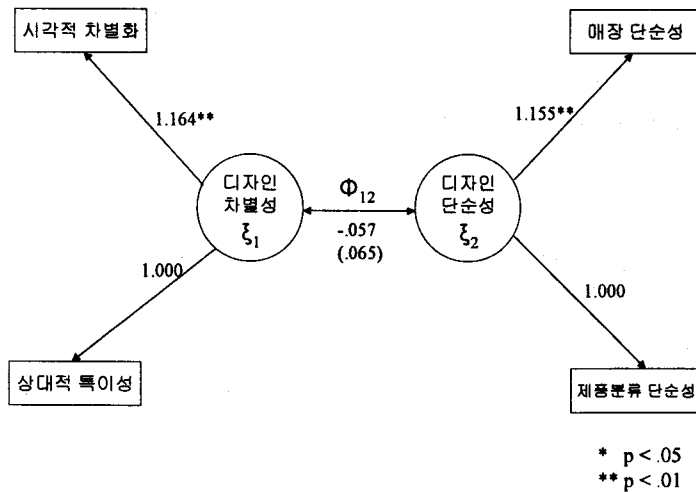 시각적 차별화
매장 단순성
1.164**
1.155**
디자인
차별성
ξ1
Φ12
-.057
(.065)
디자인
단순성
ξ2
1.000
1.000
상대적 특이성
제품분류 단순성
* p < .05
** p < .01